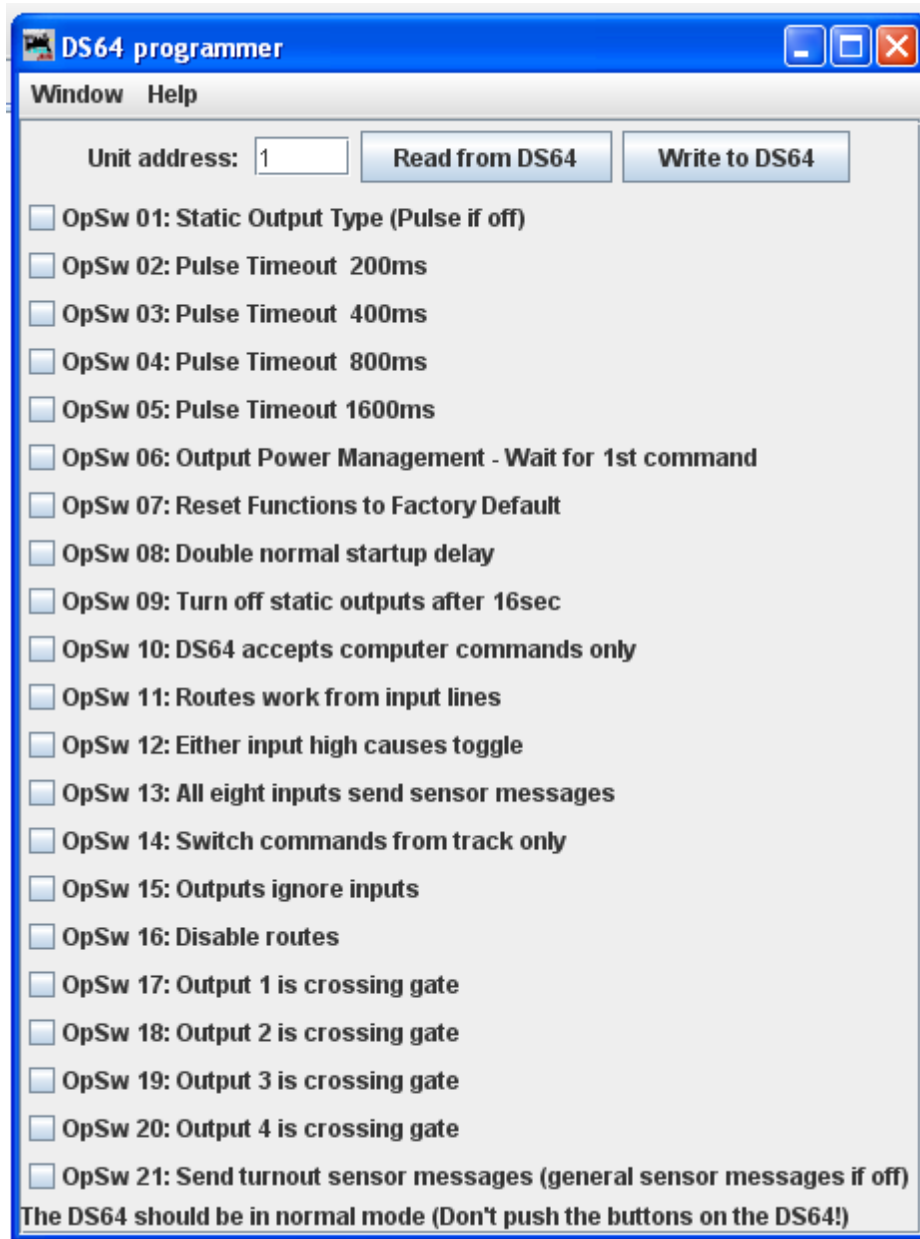 DS64 programmer
Window Help
Unit address: 1 Read from DS64 Write to DS64
OpSw 01: Static Output Type (Pulse if off)
OpSw 02: Pulse Timeout  200ms
OpSw 03: Pulse Timeout  400ms
OpSw 04: Pulse Timeout  800ms
OpSw 05: Pulse Timeout 1600ms
OpSw 06: Output Power Management - Wait for 1st command
OpSw 07: Reset Functions to Factory Default
OpSw 08: Double normal startup delay
OpSw 09: Turn off static outputs after 16sec
OpSw 10: DS64 accepts computer commands only
OpSw 11: Routes work from input lines
OpSw 12: Either input high causes toggle
OpSw 13: All eight inputs send sensor messages
OpSw 14: Switch commands from track only
OpSw 15: Outputs ignore inputs
OpSw 16: Disable routes
OpSw 17: Output 1 is crossing gate
OpSw 18: Output 2 is crossing gate
OpSw 19: Output 3 is crossing gate
OpSw 20: Output 4 is crossing gate
OpSw 21: Send turnout sensor messages (general sensor messages if off)
The DS64 should be in normal mode (Don't push the buttons on the DS64!)